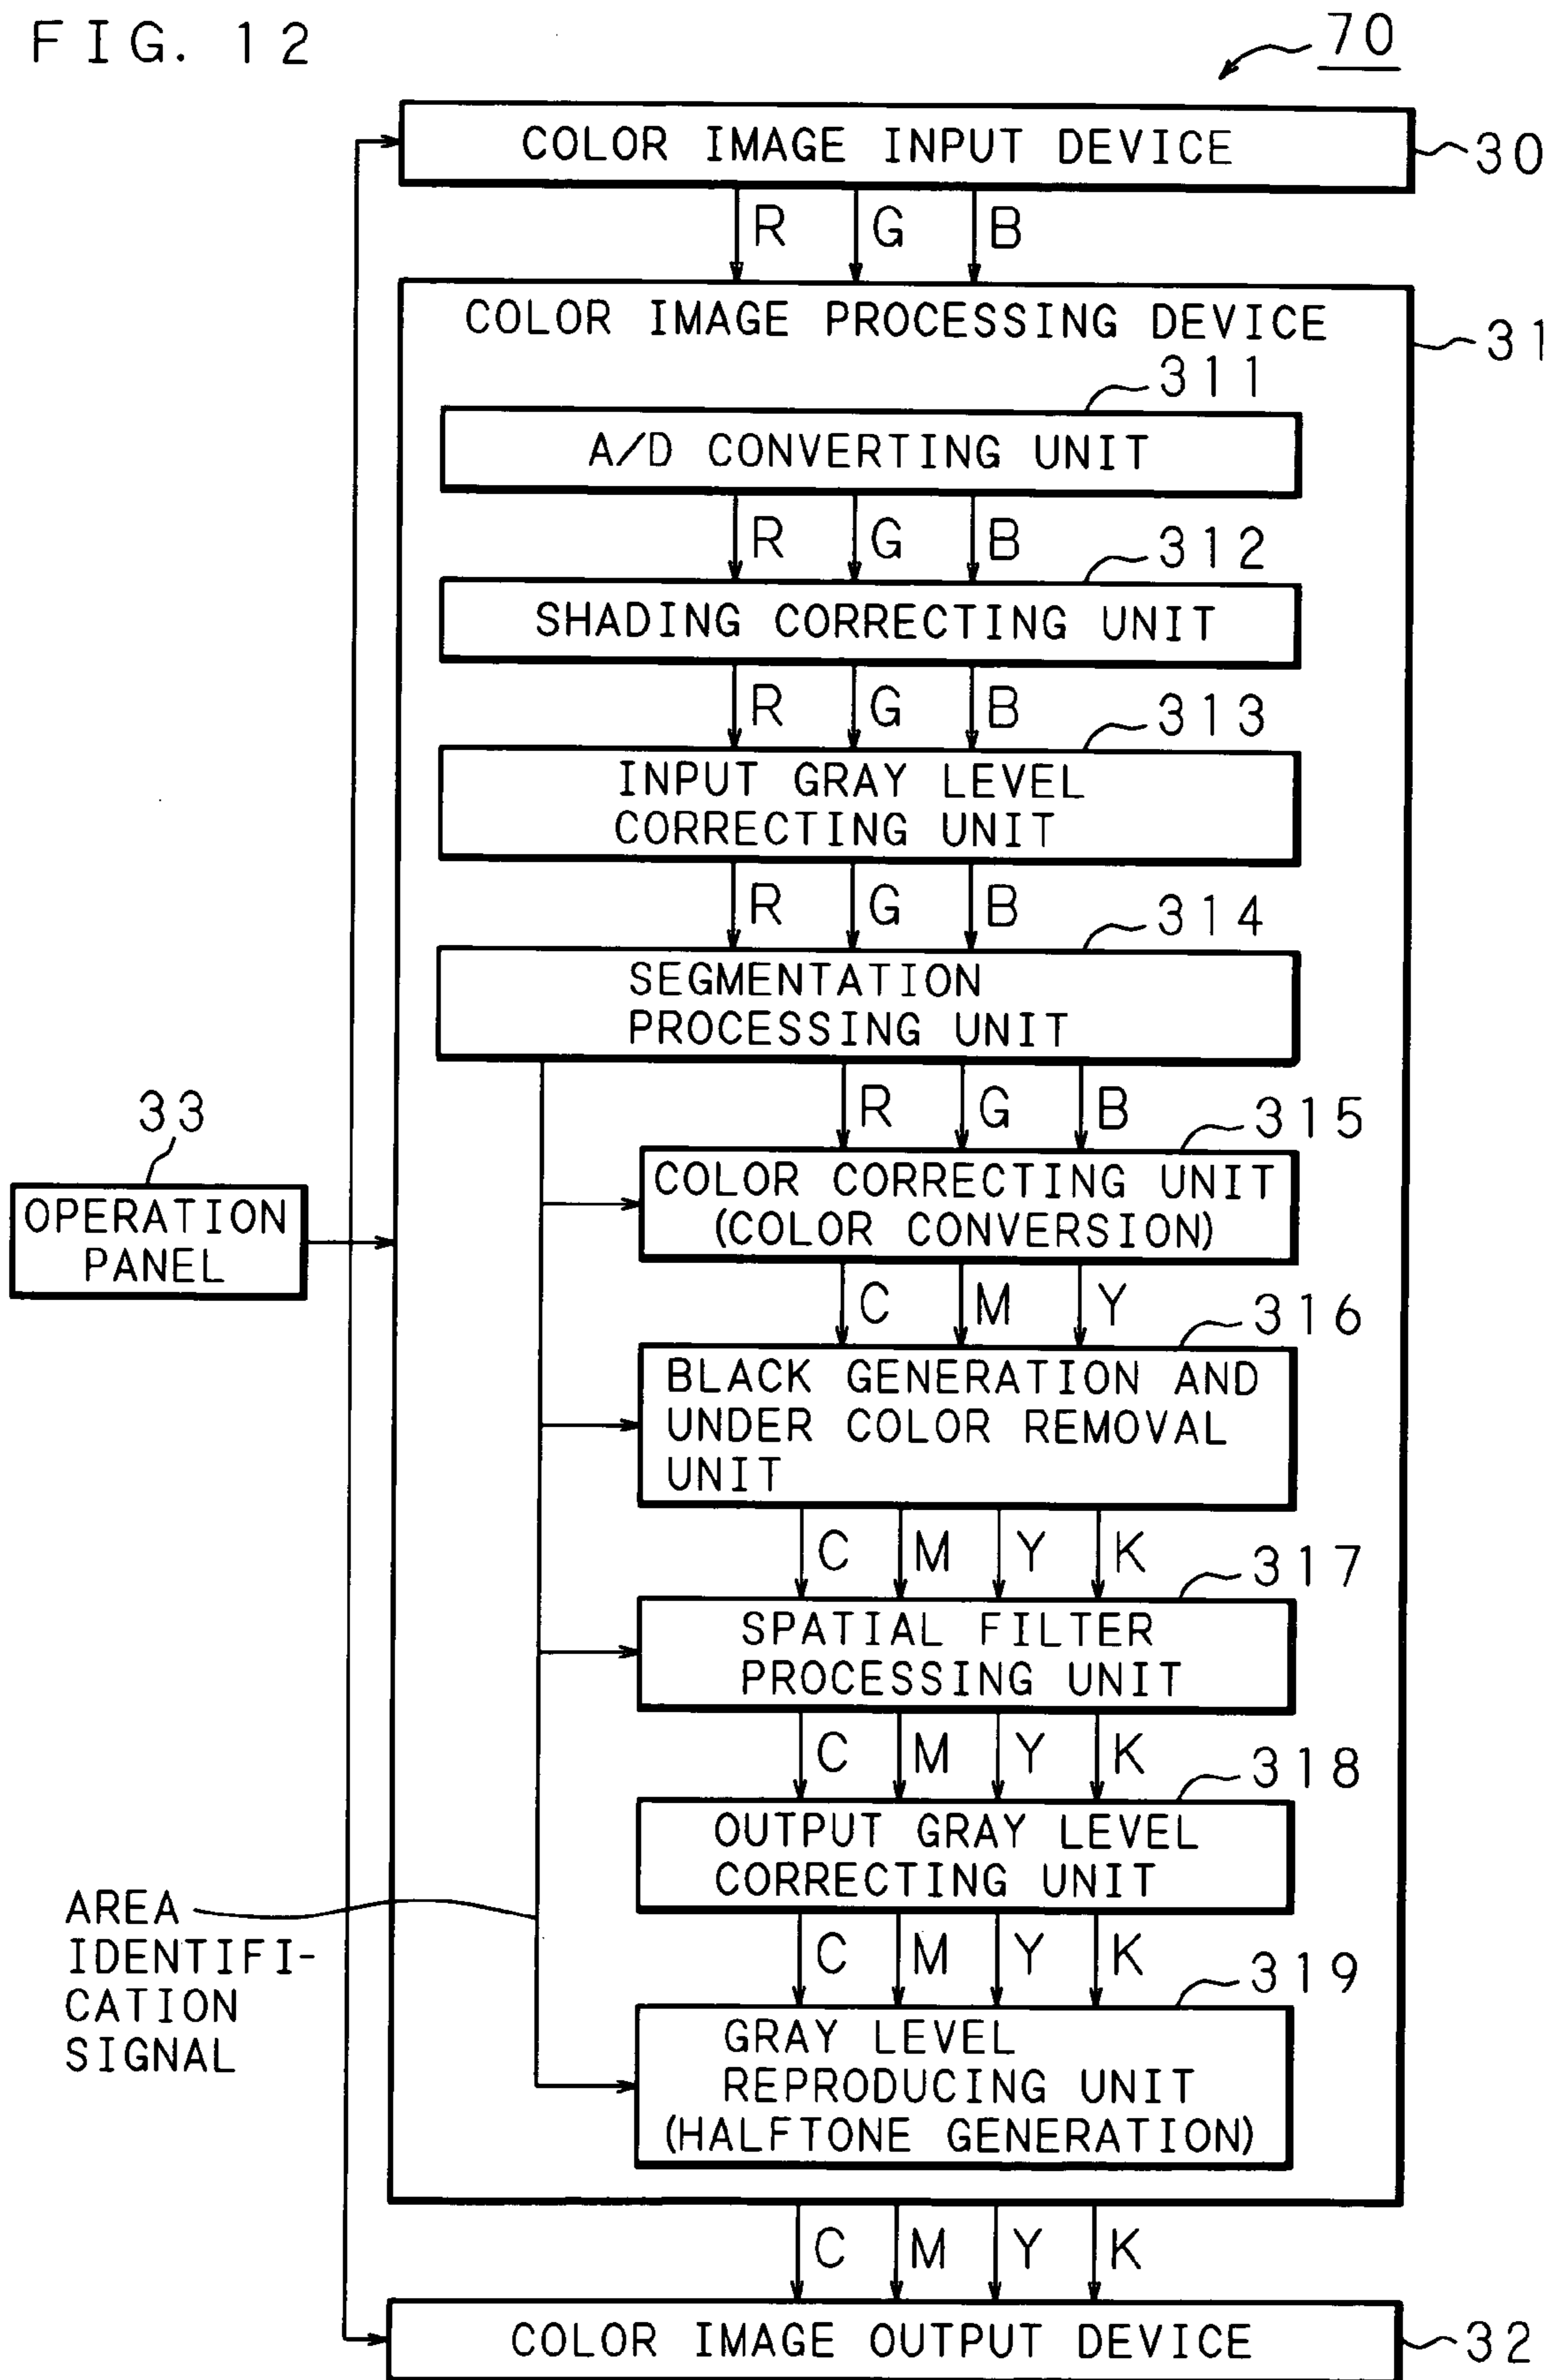 FIG. 12
70
COLOR IMAGE INPUT DEVICE
30
R G B
COLOR IMAGE PROCESSING DEVICE
31
311
A/D CONVERTING UNIT
R G B
312
SHADING CORRECTING UNIT
R G B
313
INPUT GRAY LEVEL
CORRECTING UNIT
R G B
314
SEGMENTATION
PROCESSING UNIT
R G B
315
COLOR CORRECTING UNIT
(COLOR CONVERSION)
33
OPERATION
PANEL
C M Y
316
BLACK GENERATION AND
UNDER COLOR REMOVAL
UNIT
C M Y K
317
SPATIAL FILTER
PROCESSING UNIT
C M Y K
318
OUTPUT GRAY LEVEL
CORRECTING UNIT
AREA
IDENTIFI-
CATION
SIGNAL
C M Y K
319
GRAY LEVEL
REPRODUCING UNIT
(HALFTONE GENERATION)
C M Y K
COLOR IMAGE OUTPUT DEVICE
32